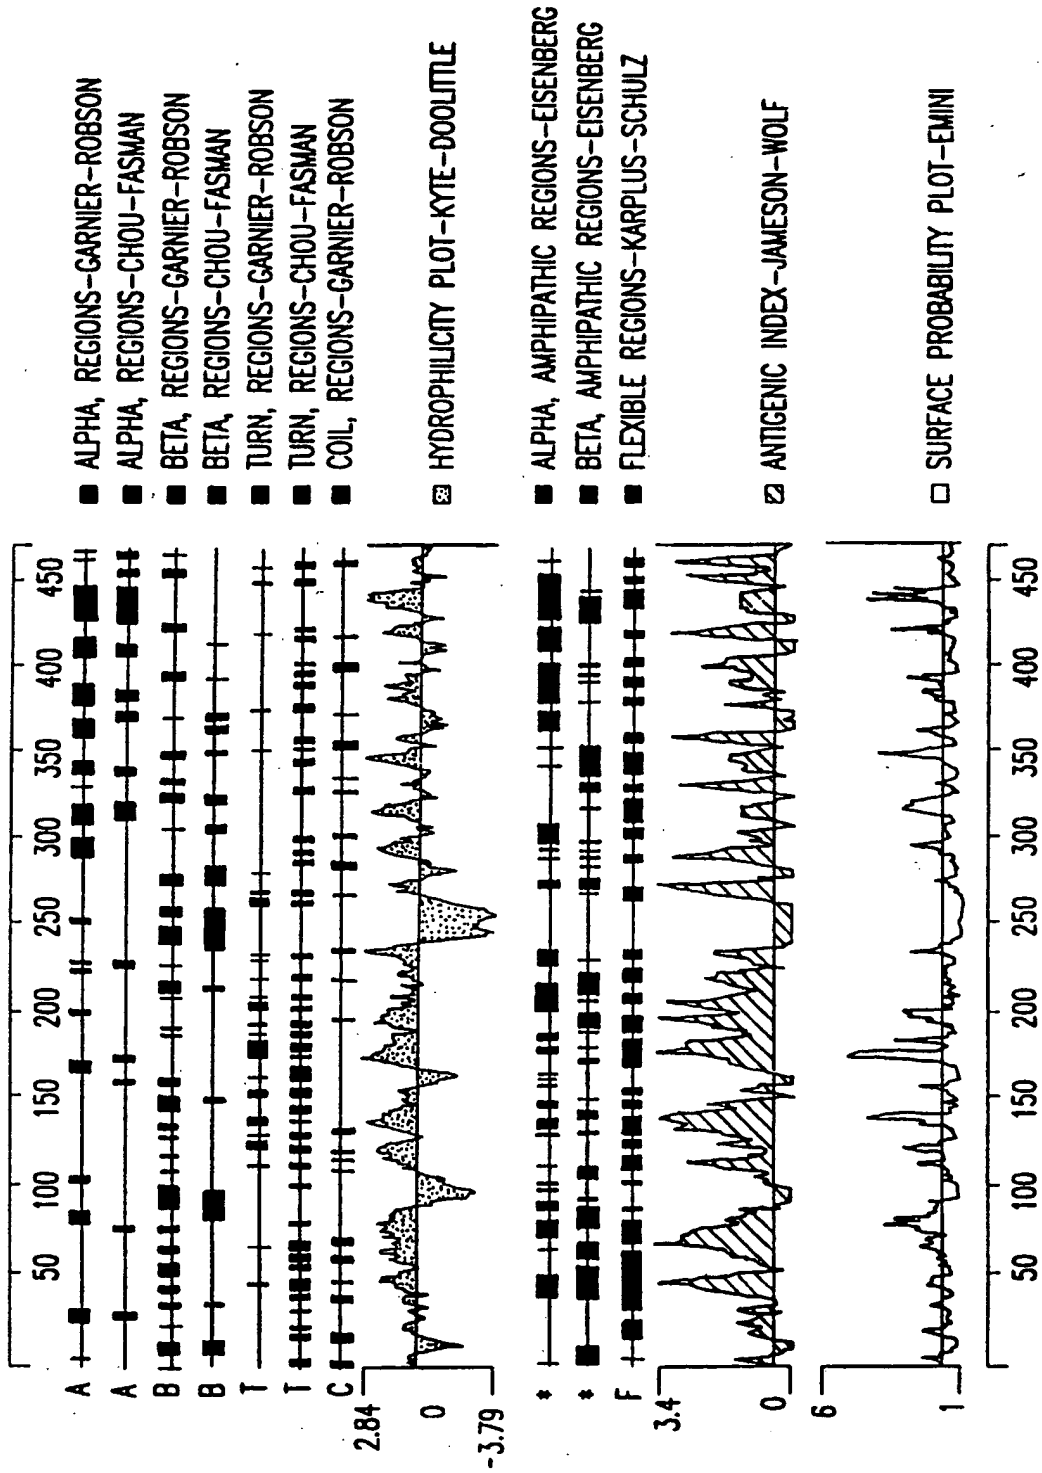 50 100 150 200 250 300 350 400 450
A ALPHA, REGIONS-GARNIER-ROBSON
A ALPHA, REGIONS-CHOU-FASMAN
B BETA, REGIONS-GARNIER-ROBSON
B BETA, REGIONS-CHOU-FASMAN
T TURN, REGIONS-GARNIER-ROBSON
T TURN, REGIONS-CHOU-FASMAN
C COIL, REGIONS-GARNIER-ROBSON
2.84
0 HYDROPHILICITY PLOT-KYTE-DOOLITTLE
-3.79
* ALPHA, AMPHIPATHIC REGIONS-EISENBERG
* BETA, AMPHIPATHIC REGIONS-EISENBERG
F FLEXIBLE REGIONS-KARPLUS-SCHULZ
3.4
0 ANTIGENIC INDEX-JAMESON-WOLF
6
1 SURFACE PROBABILITY PLOT-EMINI
50 100 150 200 250 300 350 400 450